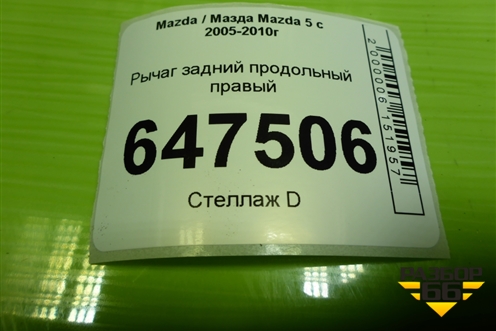 Mazda / Мазда Mazda 5 с
2005-2010г
Рычаг задний продольный
правый
647506
Стеллаж D
2000006151957
РАЗБОР
66